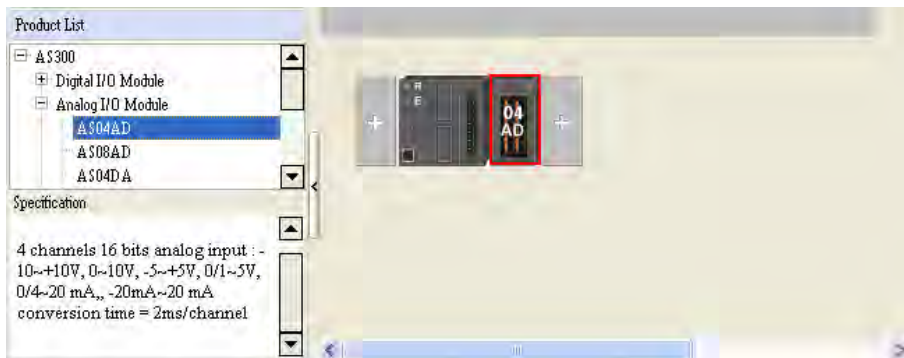 Product List
AS300
Digital I/O Module
Analog I/O Module
AS04AD
AS08AD
AS04DA
Specification
4 channels 16 bits analog input : -
10~+10V, 0~10V, -5~+5V, 0/1~5V,
0/4~20 mA,, -20mA~20 mA
conversion time = 2ms/channel
R
E
04
AD